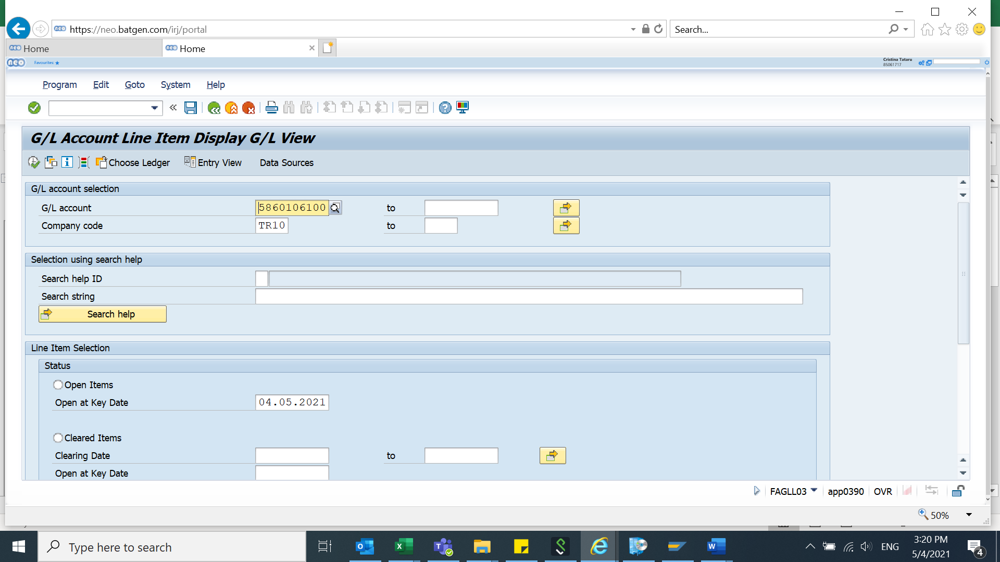 https://neo.batgen.com/irj/portal
Search...
neo Home
neo Home
neo
Favourites:
Cristina Tataru
85061717
Program Edit Goto System Help
G/L Account Line Item Display G/L View
Choose Ledger Entry View Data Sources
G/L account selection
G/L account 5860106100 to
Company code TR10 to
Selection using search help
Search help ID
Search string
Search help
Line Item Selection
Status
Open Items
Open at Key Date 04.05.2021
Cleared Items
Clearing Date to
Open at Key Date
FAGLL03 app0390 OVR
50%
Type here to search
ENG
3:20 PM
5/4/2021
4